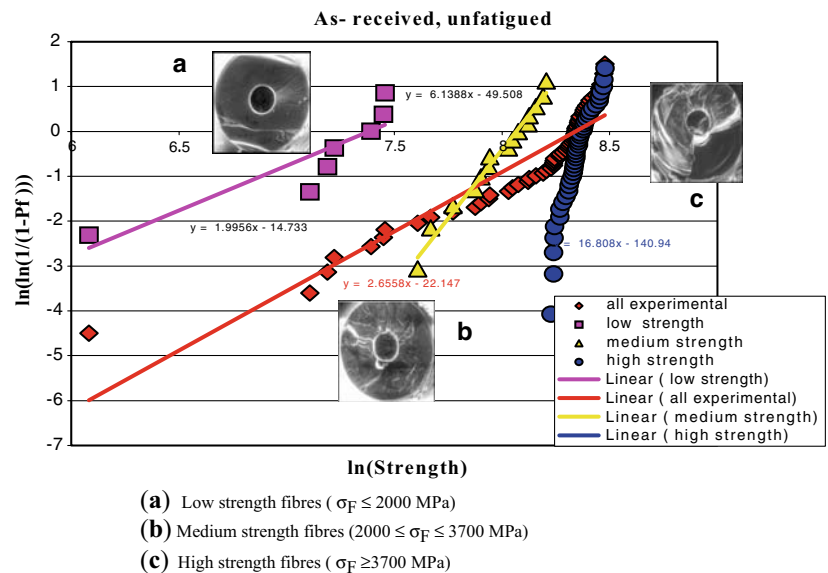 As- received, unfatigued
a
y = 6.1388x - 49.508
2
1
0
-1
-2
-3
-4
-5
-6
-7
6
6.5
7.5
8
8.5
c
y = 1.9956x - 14.733
= 16.808x - 140.94
y = 2.6558x - 22.147
b
ln(ln(1/(1-Pf )))
all experimental
low strength
medium strength
high strength
Linear ( low strength)
Linear ( all experimental)
Linear ( medium strength)
Linear ( high strength)
ln(Strength)
(a) Low strength fibres ( σF ≤ 2000 MPa)
(b) Medium strength fibres (2000 ≤ σF ≤ 3700 MPa)
(c) High strength fibres ( σF ≥3700 MPa)